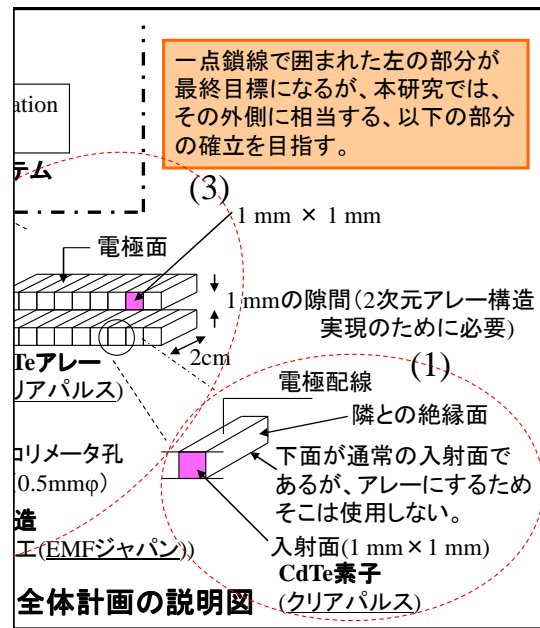 一点鎖線で囲まれた左の部分が
最終目標になるが、本研究では、
その外側に相当する、以下の部分
の確立を目指す。
ation
テム
(3)
1 mm × 1 mm
電極面
1 mmの隙間(2次元アレー構造
実現のために必要)
2cm
Teアレー
リアパルス)
(1)
電極配線
隣との絶縁面
下面が通常の入射面で
あるが、アレーにするため
そこは使用しない。
入射面(1 mm×1 mm)
CdTe素子
(クリアパルス)
コリメータ孔
(0.5mmφ)
造
工(EMFジャパン))
全体計画の説明図